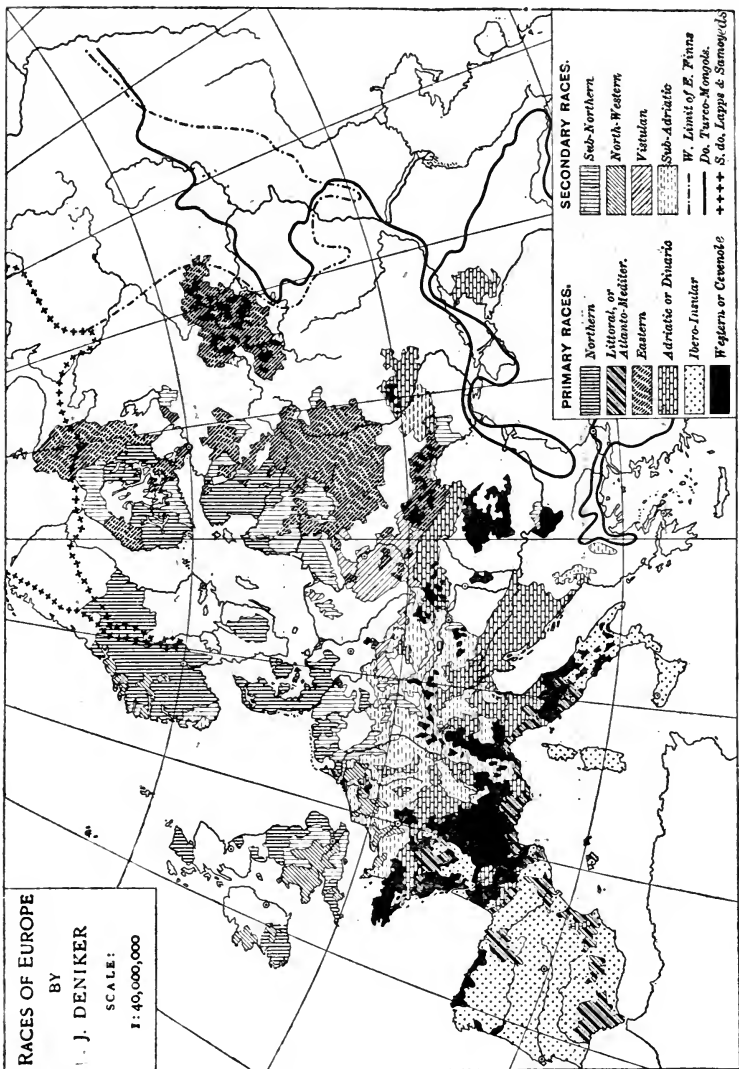 RACES OF EUROPE
BY
J. DENIKER
SCALE:
1:40,000,000
PRIMARY RACES.
Northern
Littoral, or
Atlanto-Mediter.
Eastern
Adriatic or Dinaric
Ibero-Insular
Western or Cevenole
SECONDARY RACES.
Sub-Northern
North-Western
Vistulan
Sub-Adriatic
W. Limit of E. Finns
Do. Turco-Mongols.
S. do. Lapps & Samoyeds